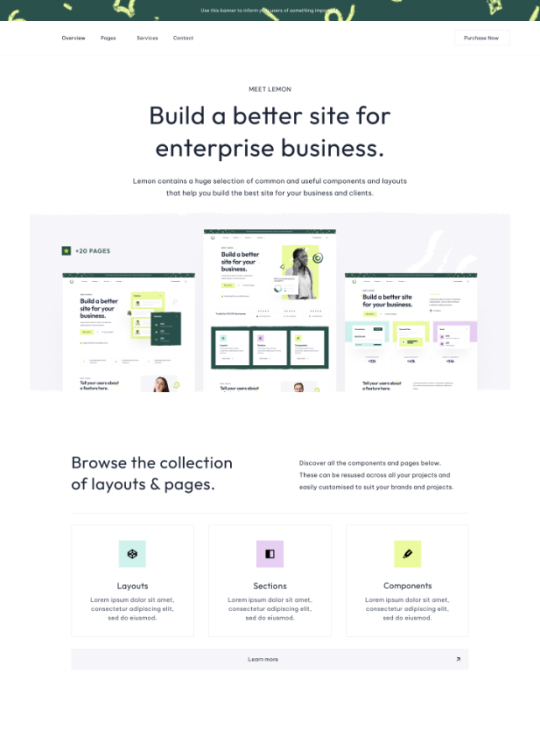 Use this banner to inform your users of something
Overview Pages Services Contact
Purchase Now
MEET LEMON
Build a better site for
enterprise business.
Lemon contains a huge selection of common and useful components and layouts
that help you build the best site for your business and clients.
+20 PAGES
Build a better
site for your
business.
Tell your users about
a feature here.
Build a better
site for your
business.
Tell your users about
a feature here.
Build a better site
for your business.
Tell your users about
a feature here.
Browse the collection
of layouts & pages.
Discover all the components and pages below.
These can be resused across all your projects and
easily customised to suit your brands and projects.
Layouts
Lorem ipsum dolor sit amet,
consectetur adipiscing elit,
sed do eiusmod.
Sections
Lorem ipsum dolor sit amet,
consectetur adipiscing elit,
sed do eiusmod.
Components
Lorem ipsum dolor sit amet,
consectetur adipiscing elit,
sed do eiusmod.
Learn more